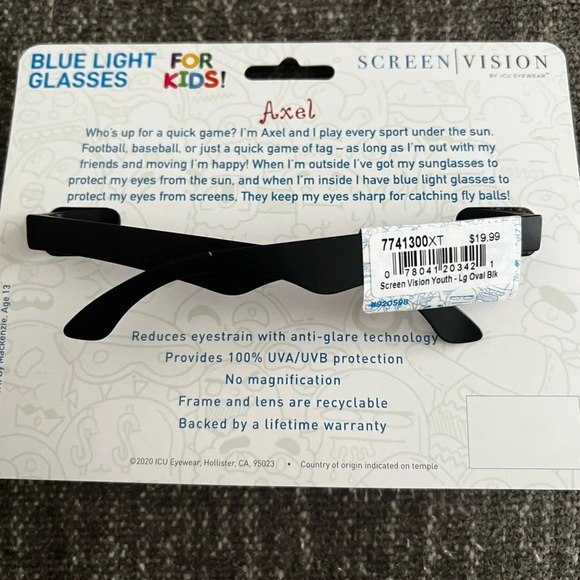 BLUE LIGHT FOR
GLASSES KIDS!
SCREEN|VISION
BY ICU EYEWEAR™
Axel
Who's up for a quick game? I'm Axel and I play every sport under the sun.
Football, baseball, or just a quick game of tag – as long as I'm out with my
friends and moving I'm happy! When I'm outside I've got my sunglasses to
protect my eyes from the sun, and when I'm inside I have blue light glasses to
protect my eyes from screens. They keep my eyes sharp for catching fly balls!
7741300XT $19.99
0 78041 20342 1
Screen Vision Youth - Lg Oval Blk
#920598
Reduces eyestrain with anti-glare technology
Provides 100% UVA/UVB protection
No magnification
Frame and lens are recyclable
Backed by a lifetime warranty
©2020 ICU Eyewear, Hollister, CA, 95023 • Country of origin indicated on temple
By Mackenzie, Age 13